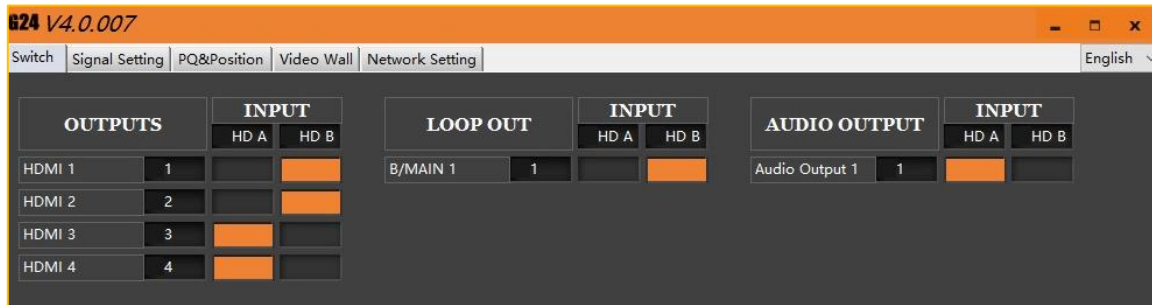 G24 V4.0.007
Switch Signal Setting PQ&Position Video Wall Network Setting English
OUTPUTS INPUT LOOP OUT INPUT AUDIO OUTPUT INPUT
HD A HD B HD A HD B HD A HD B
HDMI 1 1 B/MAIN 1 1 Audio Output 1 1
HDMI 2 2
HDMI 3 3
HDMI 4 4